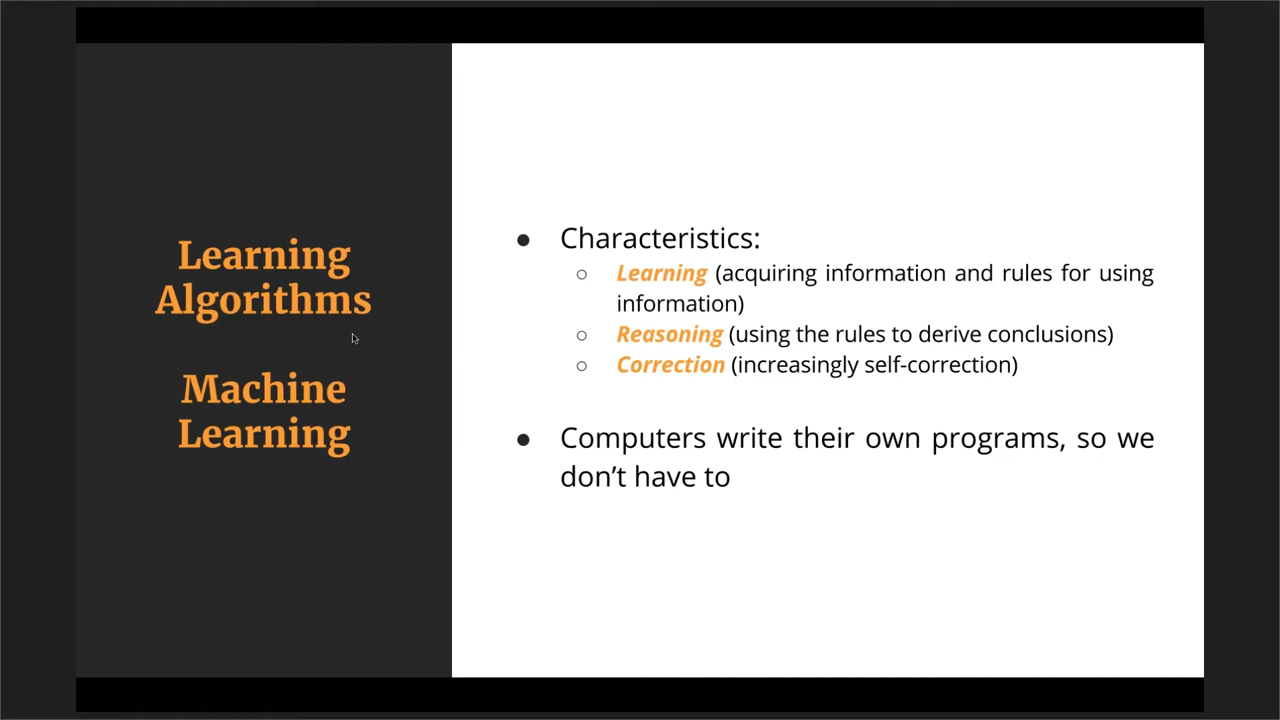 Learning
Algorithms
Machine
Learning
● Characteristics:
○ Learning (acquiring information and rules for using
information)
○ Reasoning (using the rules to derive conclusions)
○ Correction (increasingly self-correction)
● Computers write their own programs, so we
don’t have to